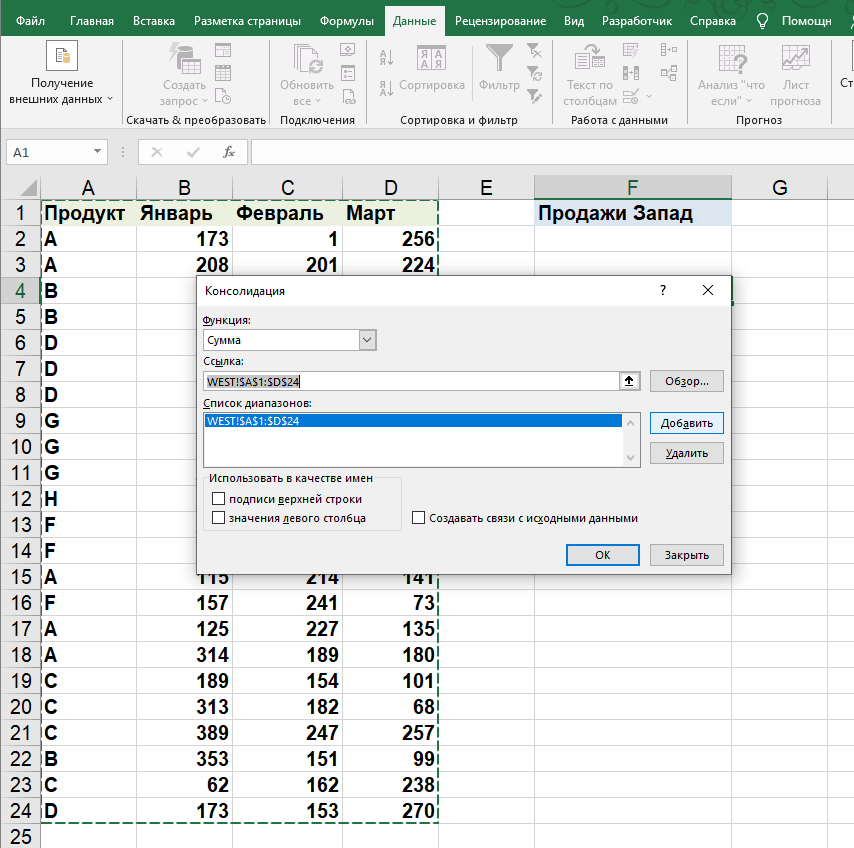 Файл Главная Вставка Разметка страницы Формулы Данные Рецензирование Вид Разработчик Справка Помощн
Получение внешних данных
Создать запрос
Скачать & преобразовать
Обновить все
Подключения
Сортировка
Фильтр
Сортировка и фильтр
Текст по столбцам
Работа с данными
Анализ "что если"
Лист прогноза
Прогноз
Ст
A1
fx
A B C D E F G
1 Продукт Январь Февраль Март Продажи Запад
2 A 173 1 256
3 A 208 201 224
4 B
5 B
6 D
7 D
8 D
9 G
10 G
11 G
12 H
13 F
14 F
15 A 115 214 141
16 F 157 241 73
17 A 125 227 135
18 A 314 189 180
19 C 189 154 101
20 C 313 182 68
21 C 389 247 257
22 B 353 151 99
23 C 62 162 238
24 D 173 153 270
25
Консолидация ?
Функция:
Сумма
Ссылка:
WEST!$A$1:$D$24
Обзор...
Список диапазонов:
WEST!$A$1:$D$24
Добавить
Удалить
Использовать в качестве имен
подписи верхней строки
значения левого столбца
Создавать связи с исходными данными
ОК
Закрыть